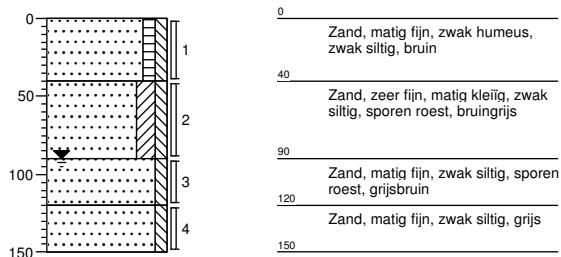 0
50
100
150
1
2
3
4
0
Zand, matig fijn, zwak humeus,
zwak siltig, bruin
40
Zand, zeer fijn, matig kleiïg, zwak
siltig, sporen roest, bruingrijs
90
Zand, matig fijn, zwak siltig, sporen
roest, grijsbruin
120
Zand, matig fijn, zwak siltig, grijs
150